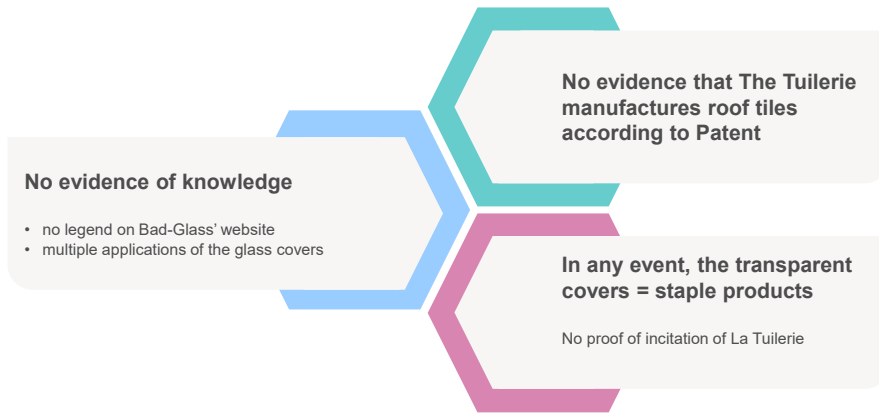 No evidence of knowledge
• no legend on Bad-Glass' website
• multiple applications of the glass covers
No evidence that The Tuilerie
manufactures roof tiles
according to Patent
In any event, the transparent
covers = staple products
No proof of incitation of La Tuilerie